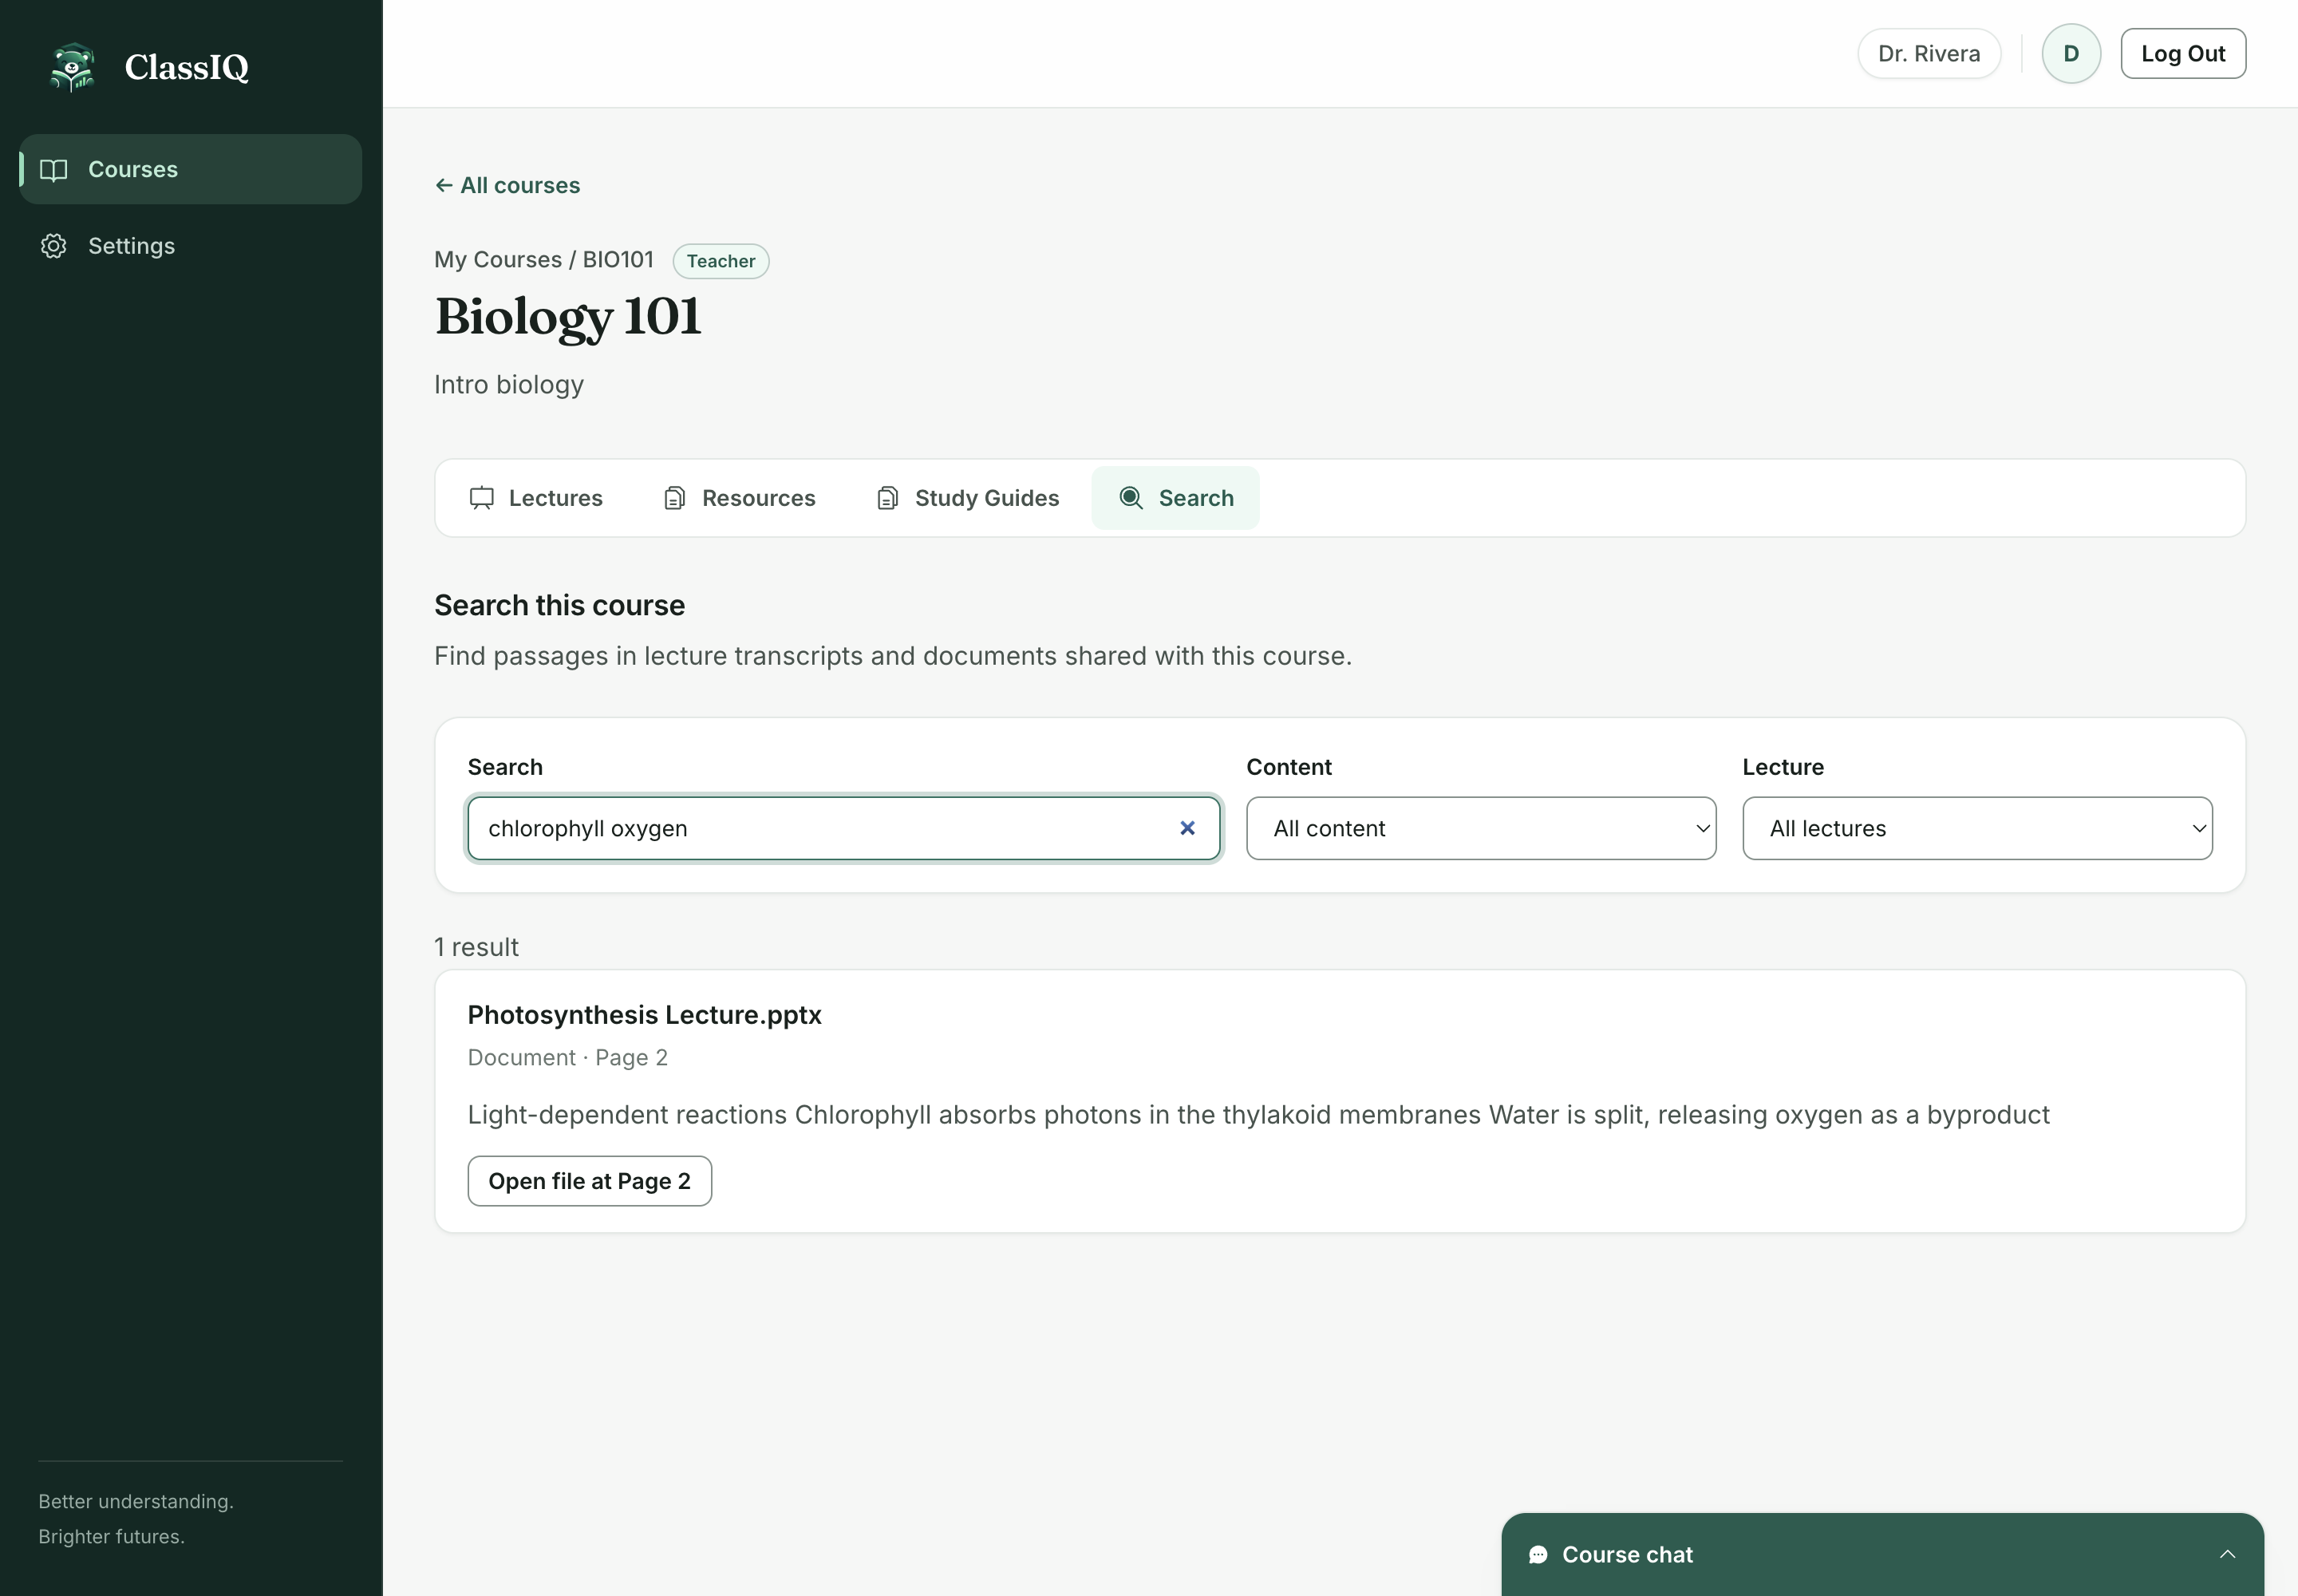 ClassIQ
Courses
Settings
Better understanding.
Brighter futures.
Dr. Rivera
D
Log Out
← All courses
My Courses / BIO101 Teacher
Biology 101
Intro biology
Lectures Resources Study Guides Search
Search this course
Find passages in lecture transcripts and documents shared with this course.
Search Content Lecture
chlorophyll oxygen All content All lectures
1 result
Photosynthesis Lecture.pptx
Document · Page 2
Light-dependent reactions Chlorophyll absorbs photons in the thylakoid membranes Water is split, releasing oxygen as a byproduct
Open file at Page 2
Course chat